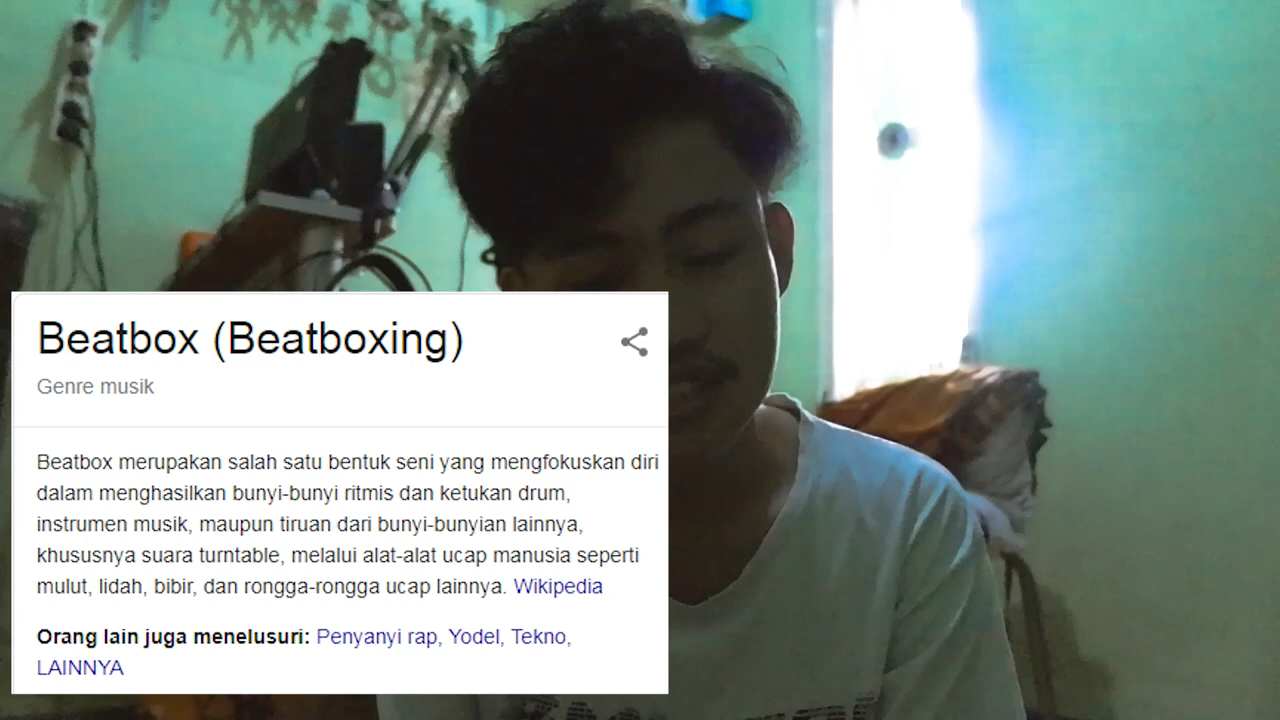 Beatbox (Beatboxing)
Genre musik
Beatbox merupakan salah satu bentuk seni yang mengfokuskan diri
dalam menghasilkan bunyi-bunyi ritmis dan ketukan drum,
instrumen musik, maupun tiruan dari bunyi-bunyian lainnya,
khususnya suara turntable, melalui alat-alat ucap manusia seperti
mulut, lidah, bibir, dan rongga-rongga ucap lainnya. Wikipedia
Orang lain juga menelusuri: Penyanyi rap, Yodel, Tekno,
LAINNYA